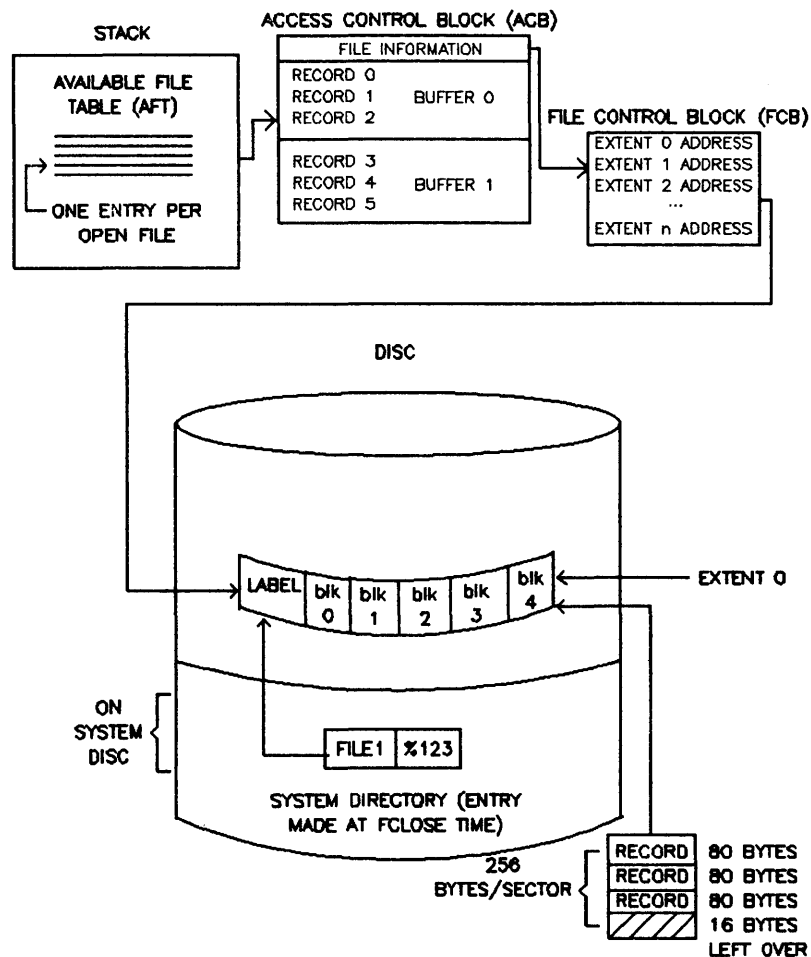 STACK
AVAILABLE FILE
TABLE (AFT)
ONE ENTRY PER
OPEN FILE
ACCESS CONTROL BLOCK (ACB)
FILE INFORMATION
RECORD 0
RECORD 1
RECORD 2
BUFFER 0
RECORD 3
RECORD 4
RECORD 5
BUFFER 1
FILE CONTROL BLOCK (FCB)
EXTENT 0 ADDRESS
EXTENT 1 ADDRESS
EXTENT 2 ADDRESS
...
EXTENT n ADDRESS
DISC
LABEL
blk
0
blk
1
blk
2
blk
3
blk
4
EXTENT 0
ON
SYSTEM
DISC
FILE1 %123
SYSTEM DIRECTORY (ENTRY
MADE AT FCLOSE TIME)
256
BYTES/SECTOR
RECORD 80 BYTES
RECORD 80 BYTES
RECORD 80 BYTES
16 BYTES
LEFT OVER